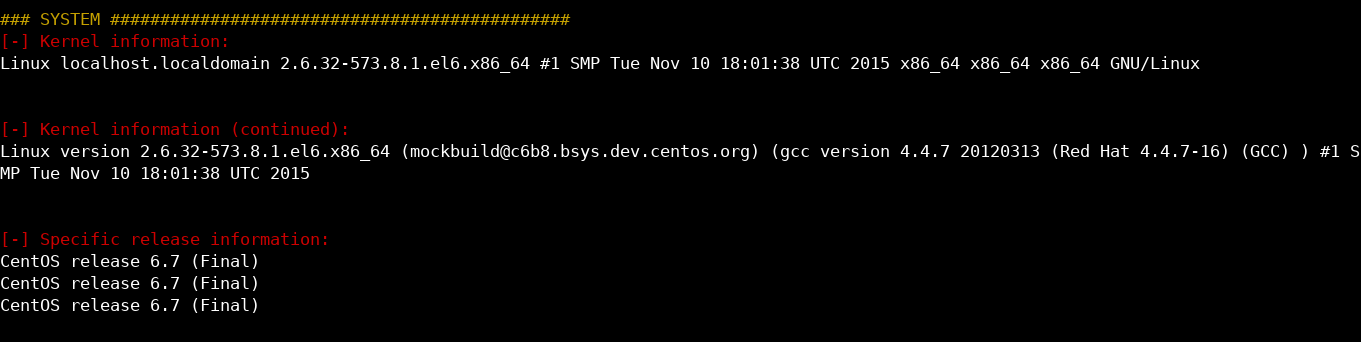 ### SYSTEM ##############################################
[-] Kernel information:
Linux localhost.localdomain 2.6.32-573.8.1.el6.x86_64 #1 SMP Tue Nov 10 18:01:38 UTC 2015 x86_64 x86_64 x86_64 GNU/Linux
[-] Kernel information (continued):
Linux version 2.6.32-573.8.1.el6.x86_64 (mockbuild@c6b8.bsys.dev.centos.org) (gcc version 4.4.7 20120313 (Red Hat 4.4.7-16) (GCC) ) #1 S
MP Tue Nov 10 18:01:38 UTC 2015
[-] Specific release information:
CentOS release 6.7 (Final)
CentOS release 6.7 (Final)
CentOS release 6.7 (Final)